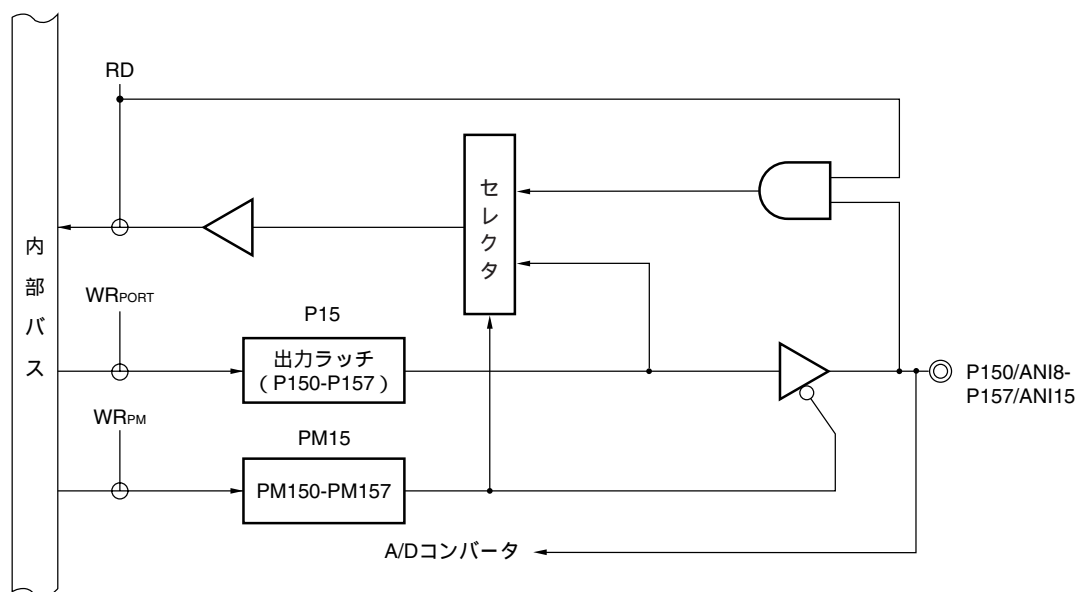 RD
セレクタ
内部バス
WRPORT
P15
出力ラッチ
(P150-P157)
P150/ANI8-
P157/ANI15
WRPM
PM15
PM150-PM157
A/Dコンバータ